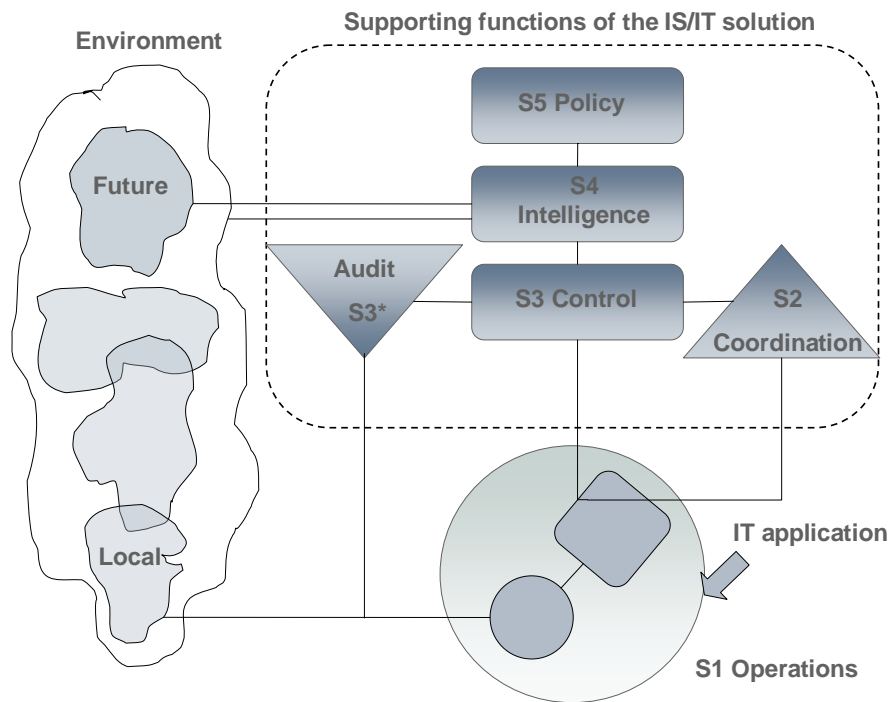 Supporting functions of the IS/IT solution
Environment
S5 Policy
Future
S4
Intelligence
Audit
S3*
S3 Control
S2
Coordination
Local
IT application
S1 Operations